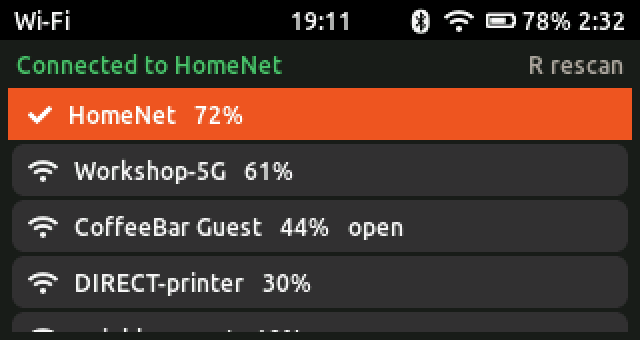 Wi-Fi 19:11 78% 2:32
Connected to HomeNet R rescan
HomeNet 72%
Workshop-5G 61%
CoffeeBar Guest 44% open
DIRECT-printer 30%